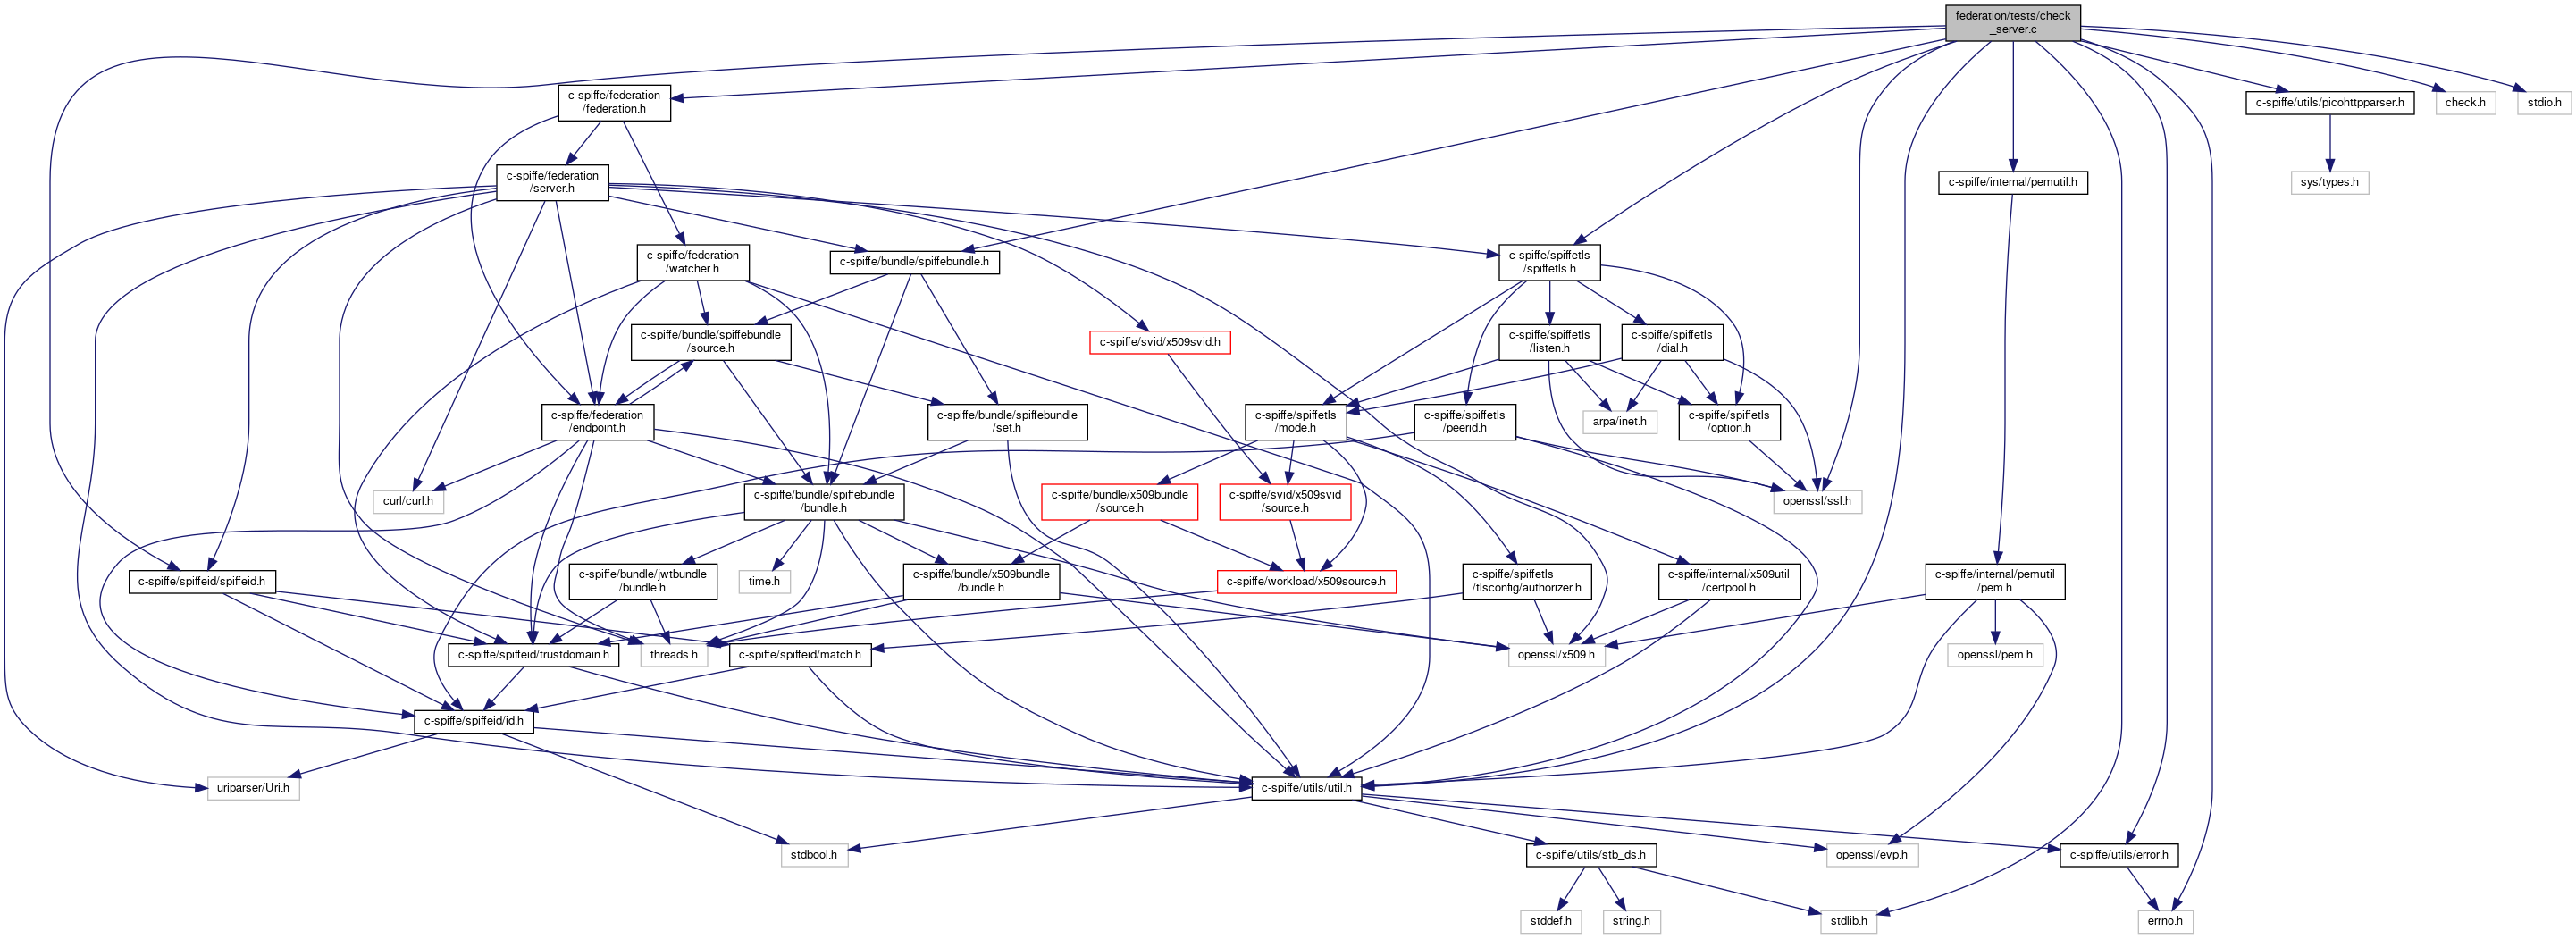 federation/tests/check
_server.c
c-spiffe/federation
/federation.h
c-spiffe/utils/picohttpparser.h
check.h
stdio.h
c-spiffe/federation
/server.h
c-spiffe/internal/pemutil.h
sys/types.h
c-spiffe/federation
/watcher.h
c-spiffe/bundle/spiffebundle.h
c-spiffe/spiffetls
/spiffetls.h
c-spiffe/bundle/spiffebundle
/source.h
c-spiffe/svid/x509svid.h
c-spiffe/spiffetls
/listen.h
c-spiffe/spiffetls
/dial.h
c-spiffe/federation
/endpoint.h
c-spiffe/bundle/spiffebundle
/set.h
c-spiffe/spiffetls
/mode.h
c-spiffe/spiffetls
/peerid.h
arpa/inet.h
c-spiffe/spiffetls
/option.h
curl/curl.h
c-spiffe/bundle/spiffebundle
/bundle.h
c-spiffe/bundle/x509bundle
/source.h
c-spiffe/svid/x509svid
/source.h
openssl/ssl.h
c-spiffe/spiffeid/spiffeid.h
c-spiffe/bundle/jwtbundle
/bundle.h
time.h
c-spiffe/bundle/x509bundle
/bundle.h
c-spiffe/workload/x509source.h
c-spiffe/spiffetls
/tlsconfig/authorizer.h
c-spiffe/internal/x509util
/certpool.h
c-spiffe/internal/pemutil
/pem.h
c-spiffe/spiffeid/trustdomain.h
threads.h
c-spiffe/spiffeid/match.h
openssl/x509.h
openssl/pem.h
c-spiffe/spiffeid/id.h
uriparser/Uri.h
c-spiffe/utils/util.h
stdbool.h
c-spiffe/utils/stb_ds.h
openssl/evp.h
c-spiffe/utils/error.h
stddef.h
string.h
stdlib.h
errno.h